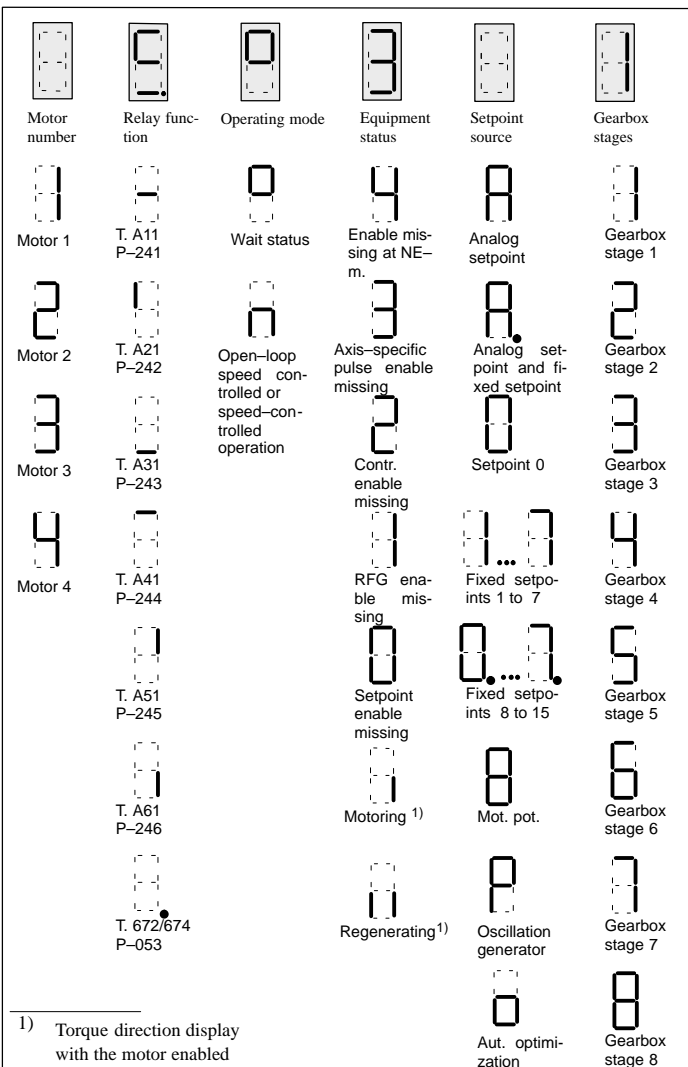 Motor number
Relay func-
tion
Operating mode
Equipment
status
Setpoint
source
Gearbox
stages
Motor 1
T. A11
P–241
Wait status
Enable mis-
sing at NE–
m.
Analog
setpoint
Gearbox
stage 1
Motor 2
T. A21
P–242
Open–loop
speed con-
trolled or
speed–con-
trolled
operation
Axis–specific
pulse enable
missing
Analog set-
point and fi-
xed setpoint
Gearbox
stage 2
Motor 3
T. A31
P–243
Contr.
enable
missing
Setpoint 0
Gearbox
stage 3
Motor 4
T. A41
P–244
RFG ena-
ble mis-
sing
...
Fixed setpo-
ints 1 to 7
Gearbox
stage 4
T. A51
P–245
Setpoint
enable
missing
...
Fixed setpo-
ints 8 to 15
Gearbox
stage 5
T. A61
P–246
Motoring 1)
Mot. pot.
Gearbox
stage 6
T. 672/674
P–053
Regenerating1)
Oscillation
generator
Gearbox
stage 7
Aut. optimi-
zation
Gearbox
stage 8
1) Torque direction display
with the motor enabled